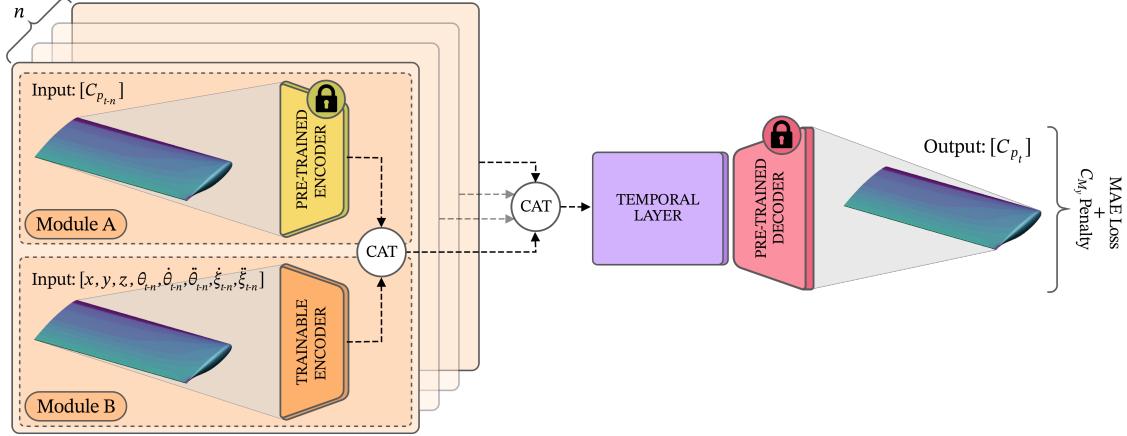 n
Input: [C_{p_{t-n}}]
PRE-TRAINED
ENCODER
Module A
CAT
Input: [x, y, z, θ_{t-n}, θ̇_{t-n}, θ̈_{t-n}, ξ̇_{t-n}, ξ̈_{t-n}]
TRAINABLE
ENCODER
Module B
CAT
TEMPORAL
LAYER
PRE-TRAINED
DECODER
Output: [C_{p_t}]
MAE Loss
+
C_{M_y} Penalty